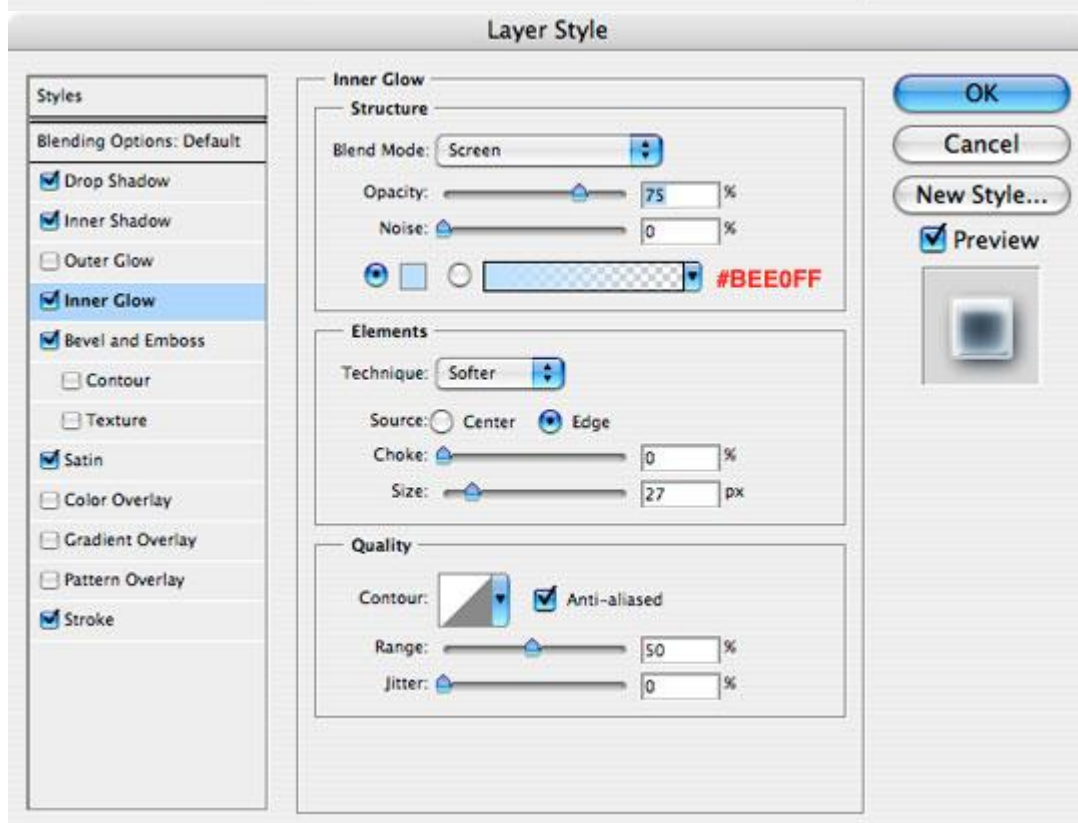 Layer Style
Styles
Blending Options: Default
Drop Shadow
Inner Shadow
Outer Glow
Inner Glow
Bevel and Emboss
Contour
Texture
Satin
Color Overlay
Gradient Overlay
Pattern Overlay
Stroke
Inner Glow
Structure
Blend Mode: Screen
Opacity: 75 %
Noise: 0 %
#BEE0FF
Elements
Technique: Softer
Source: Center Edge
Choke: 0 %
Size: 27 px
Quality
Contour: Anti-aliased
Range: 50 %
Jitter: 0 %
OK
Cancel
New Style...
Preview